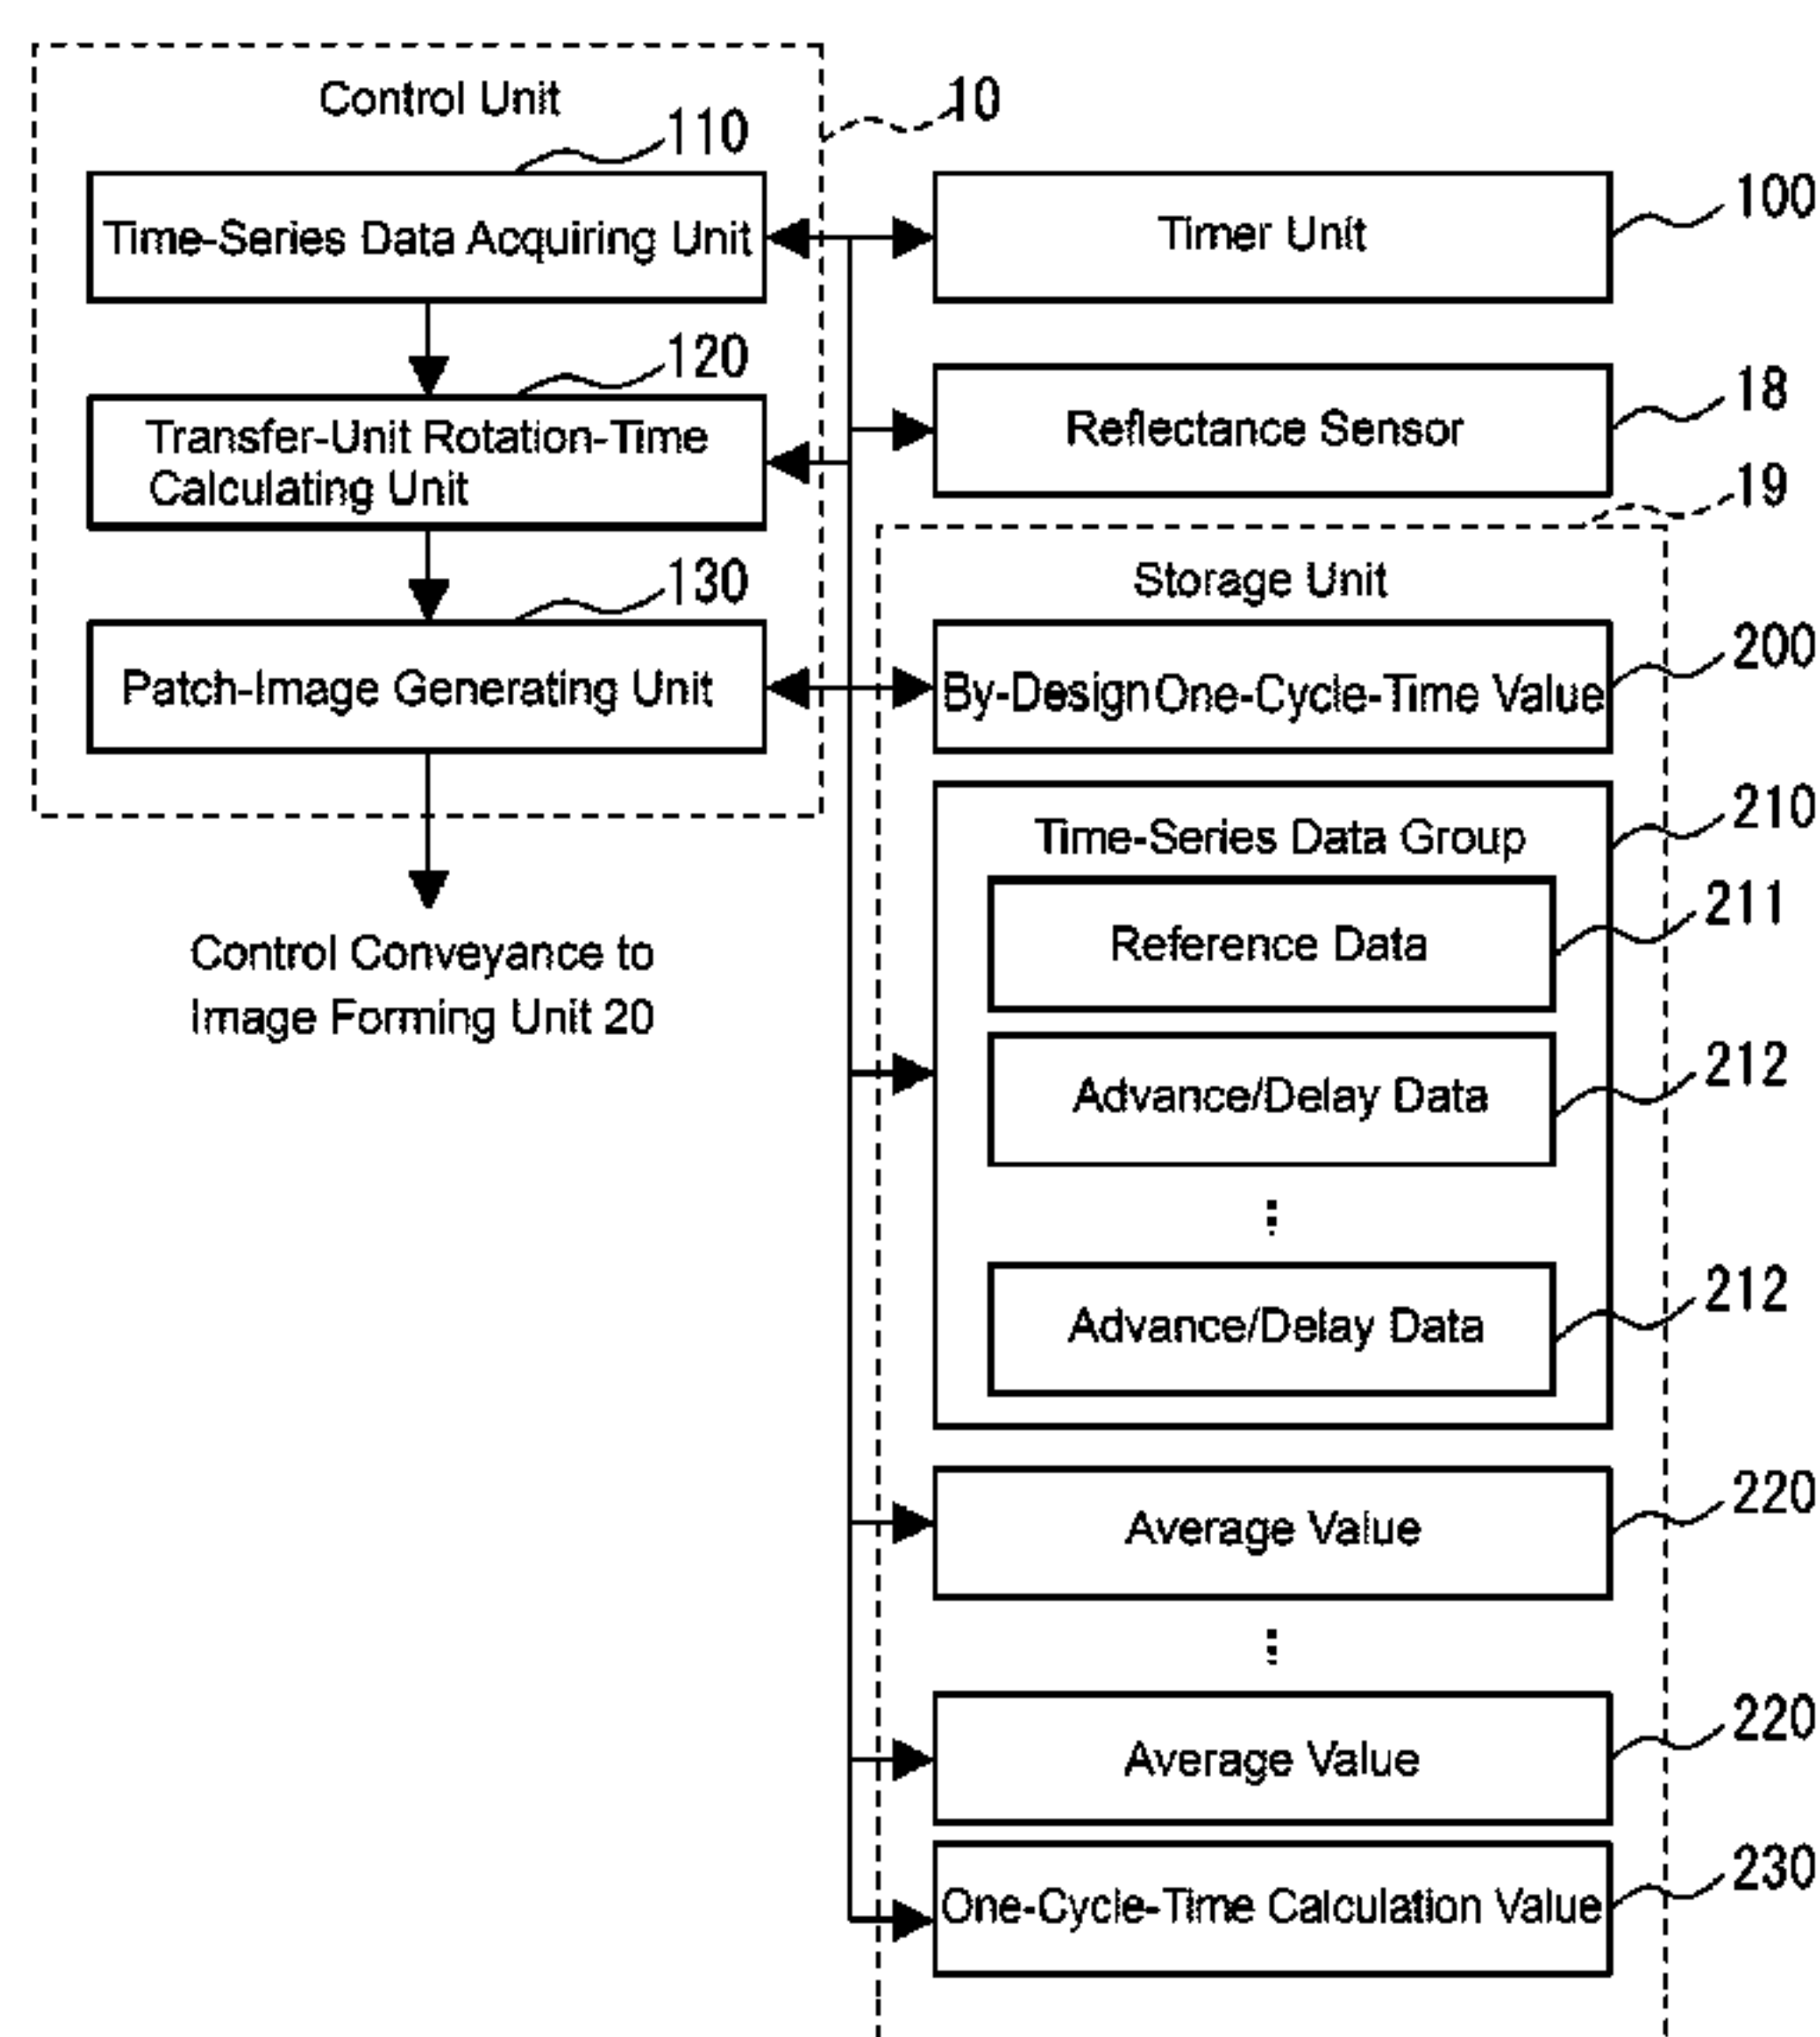 Control Unit
10
110
Time-Series Data Acquiring Unit
120
Transfer-Unit Rotation-Time
Calculating Unit
130
Patch-Image Generating Unit
Control Conveyance to
Image Forming Unit 20
Timer Unit
100
Reflectance Sensor
18
19
Storage Unit
By-Design One-Cycle-Time Value
200
Time-Series Data Group
210
Reference Data
211
Advance/Delay Data
212
Advance/Delay Data
212
Average Value
220
Average Value
220
One-Cycle-Time Calculation Value
230